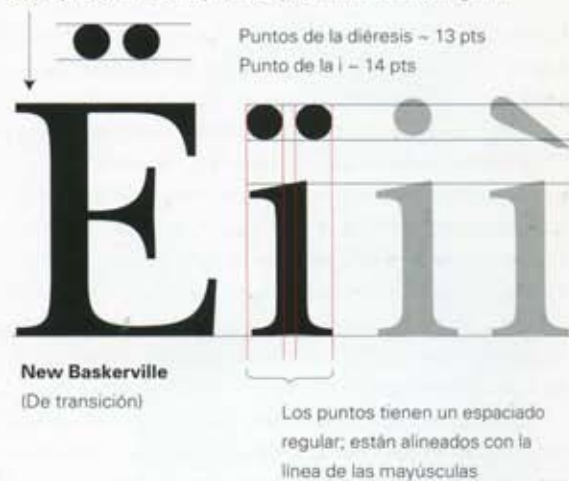 Puntos de la diéresis ~ 13 pts
Punto de la i – 14 pts
Ëïiì
New Baskerville
(De transición)
Los puntos tienen un espaciado
regular; están alineados con la
línea de las mayúsculas